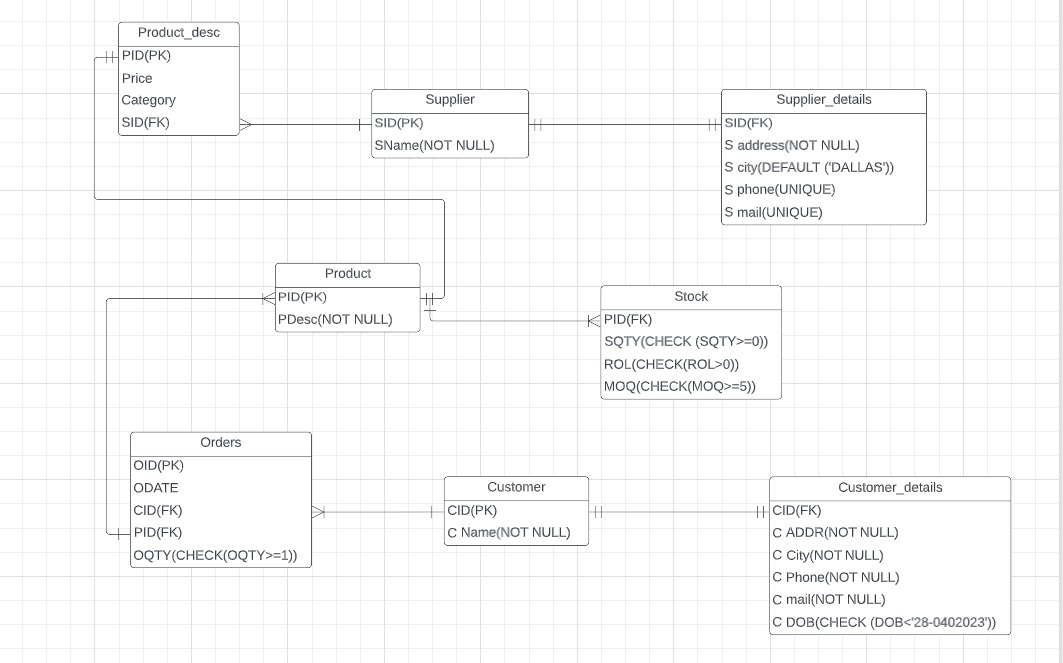 Product_desc
PID(PK)
Price
Category
SID(FK)
Supplier
SID(PK)
SName(NOT NULL)
Supplier_details
SID(FK)
S address(NOT NULL)
S city(DEFAULT ('DALLAS'))
S phone(UNIQUE)
S mail(UNIQUE)
Product
PID(PK)
PDesc(NOT NULL)
Stock
PID(FK)
SQTY(CHECK (SQTY>=0))
ROL(CHECK(ROL>0))
MOQ(CHECK(MOQ>=5))
Orders
OID(PK)
ODATE
CID(FK)
PID(FK)
OQTY(CHECK(OQTY>=1))
Customer
CID(PK)
C Name(NOT NULL)
Customer_details
CID(FK)
C ADDR(NOT NULL)
C City(NOT NULL)
C Phone(NOT NULL)
C mail(NOT NULL)
C DOB(CHECK (DOB<'28-0402023'))